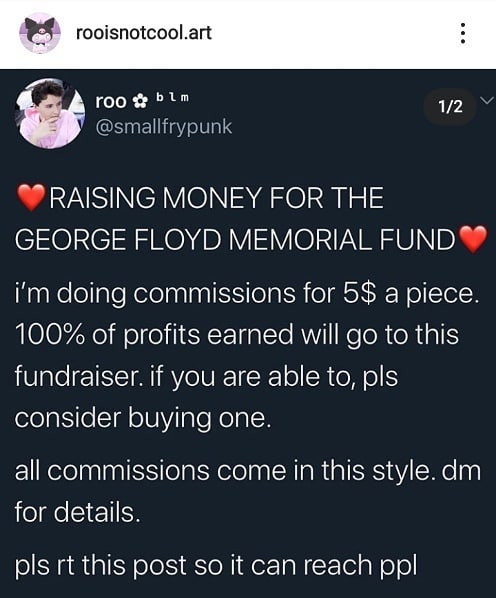 rooisnotcool.art
roo ✿ b l m
@smallfrypunk
1/2
❤️RAISING MONEY FOR THE
GEORGE FLOYD MEMORIAL FUND❤️
i'm doing commissions for 5$ a piece.
100% of profits earned will go to this
fundraiser. if you are able to, pls
consider buying one.
all commissions come in this style. dm
for details.
pls rt this post so it can reach ppl